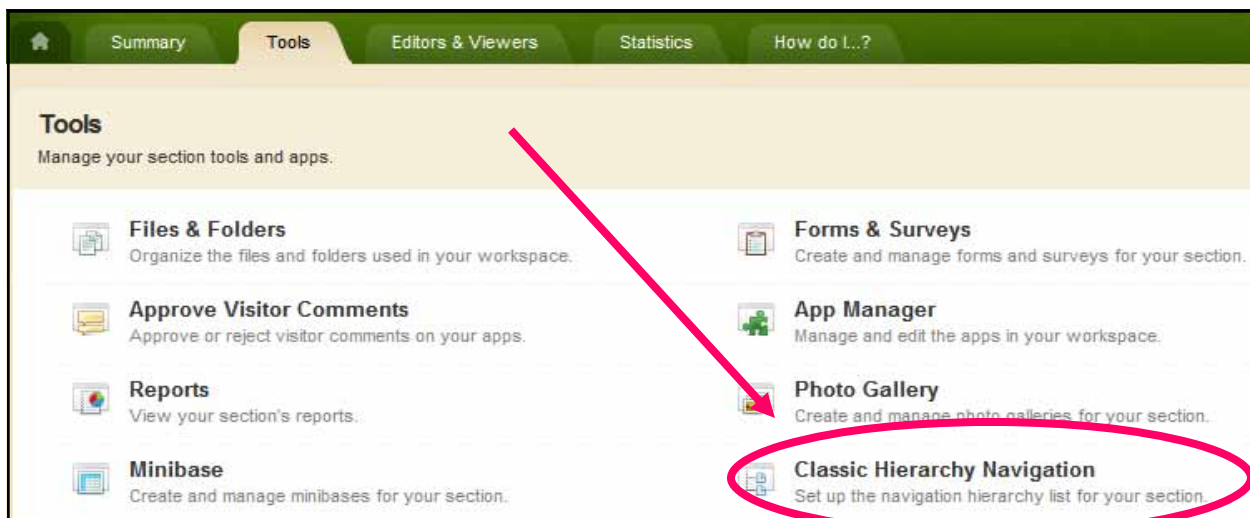 Summary Tools Editors & Viewers Statistics How do I...?
Tools
Manage your section tools and apps.
Files & Folders
Organize the files and folders used in your workspace.
Forms & Surveys
Create and manage forms and surveys for your section.
Approve Visitor Comments
Approve or reject visitor comments on your apps.
App Manager
Manage and edit the apps in your workspace.
Reports
View your section's reports.
Photo Gallery
Create and manage photo galleries for your section.
Minibase
Create and manage minibases for your section.
Classic Hierarchy Navigation
Set up the navigation hierarchy list for your section.